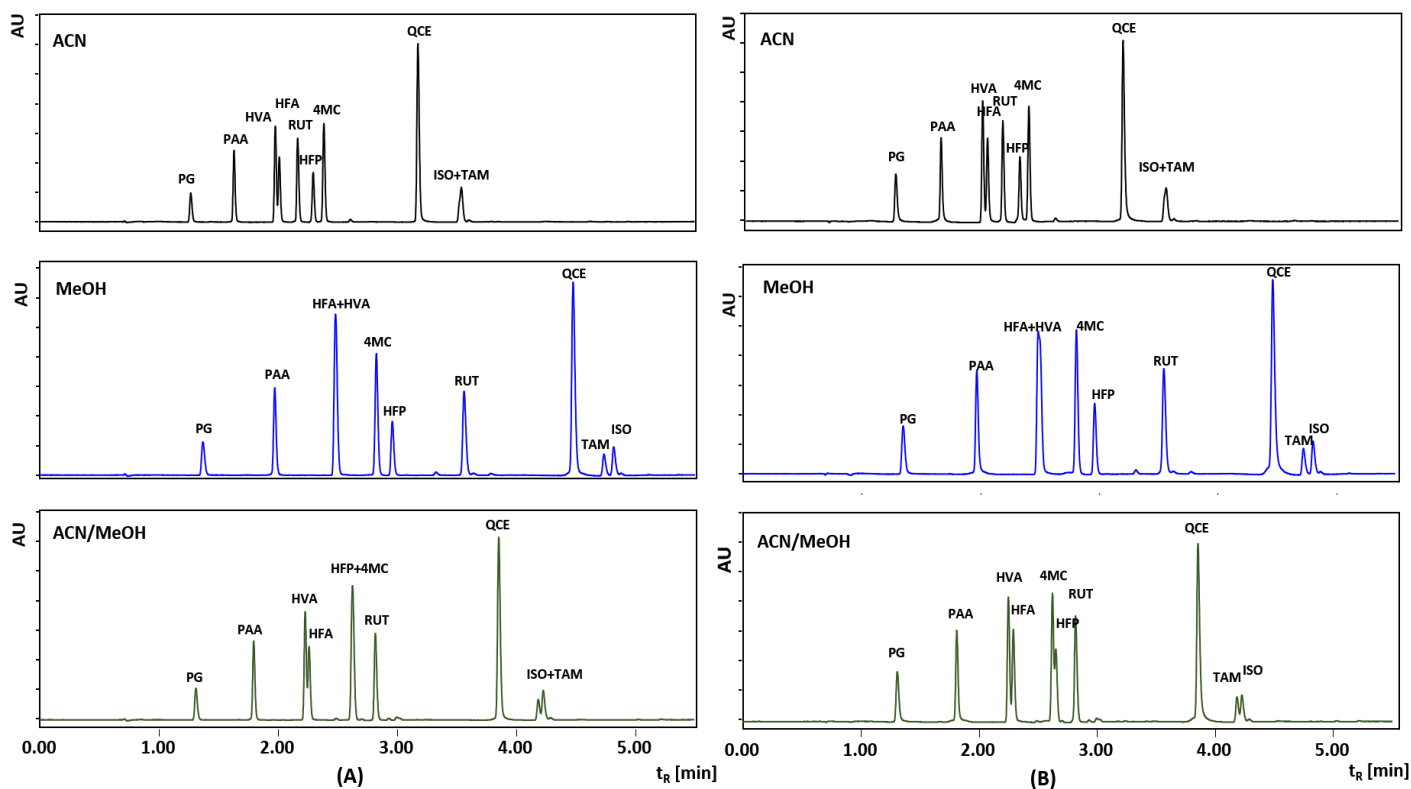 AU
ACN
PG
PAA
HVA
HFA
RUT
HFP
4MC
QCE
ISO+TAM
AU
MeOH
PG
PAA
HFA+HVA
4MC
HFP
RUT
QCE
TAM
ISO
AU
ACN/MeOH
PG
PAA
HVA
HFA
HFP+4MC
RUT
QCE
ISO+TAM
0.00 1.00 2.00 3.00 4.00 5.00
(A)
tR [min]
AU
ACN
PG
PAA
HVA
HFA
RUT
HFP
4MC
QCE
ISO+TAM
AU
MeOH
PG
PAA
HFA+HVA
4MC
HFP
RUT
QCE
TAM
ISO
AU
ACN/MeOH
PG
PAA
HVA
HFA
4MC
HFP
RUT
QCE
TAM
ISO
0.00 1.00 2.00 3.00 4.00 5.00
(B)
tR [min]